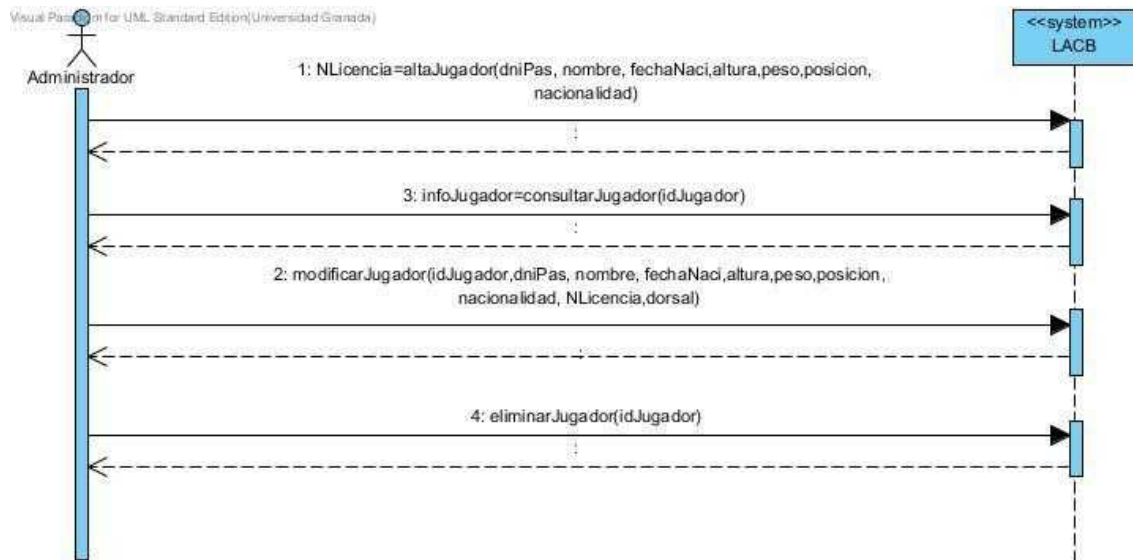 Visual Paradigm for UML Standard Edition(Universidad Granada)
<<system>>
LACB
Administrador
1: NLicencia=altaJugador(dniPas, nombre, fechaNaci,altura,peso,posicion,
nacionalidad)
:
3: infoJugador=consultarJugador(idJugador)
:
2: modificarJugador(idJugador,dniPas, nombre, fechaNaci,altura,peso,posicion,
nacionalidad, NLicencia,dorsal)
:
4: eliminarJugador(idJugador)
: